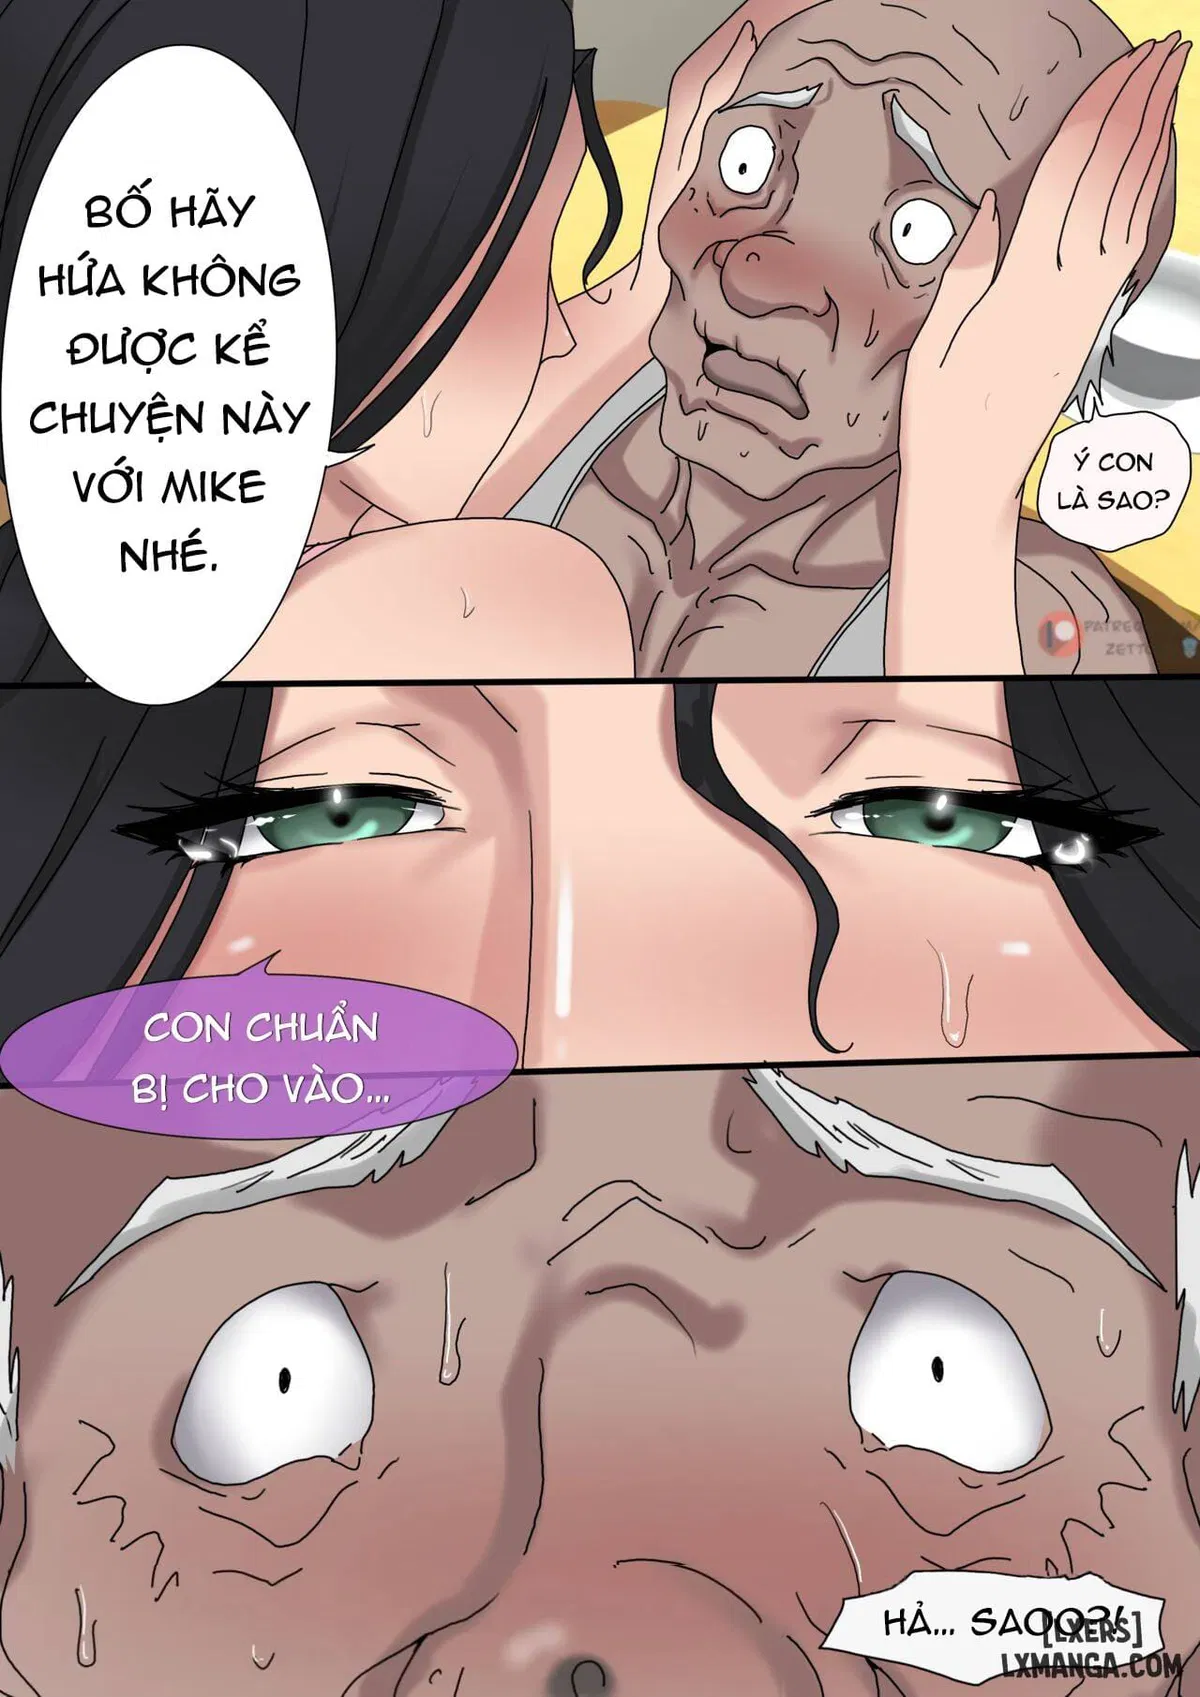 BỐ HÃY
HỨA KHÔNG
ĐƯỢC KỂ
CHUYỆN NÀY
VỚI MIKE
NHÉ.
Ý CON
LÀ SAO?
CON CHUẨN
BỊ CHO VÀO...
HẢ...
[LXERS]
LXMANGA.COM